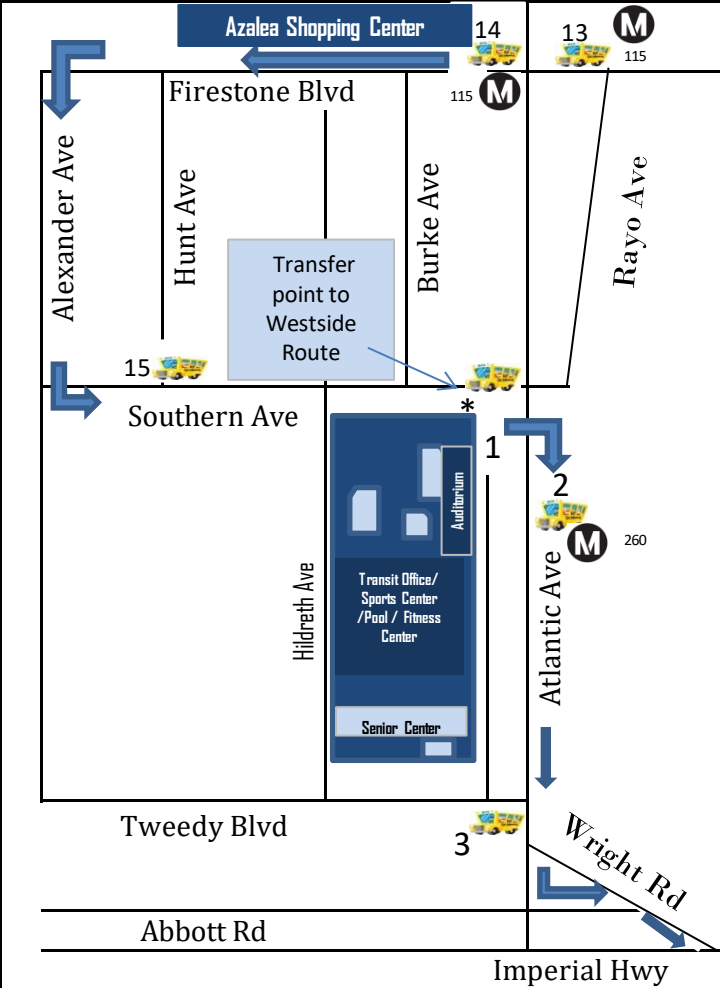 Azalea Shopping Center
14
13
M
115
Firestone Blvd
115
M
Alexander Ave
Hunt Ave
Burke Ave
Rayo Ave
Transfer
point to
Westside
Route
15
Southern Ave
*
1
2
M
260
Auditorium
Transit Office/
Sports Center
/Pool / Fitness
Center
Hildreth Ave
Atlantic Ave
Senior Center
Tweedy Blvd
3
Wright Rd
Abbott Rd
Imperial Hwy